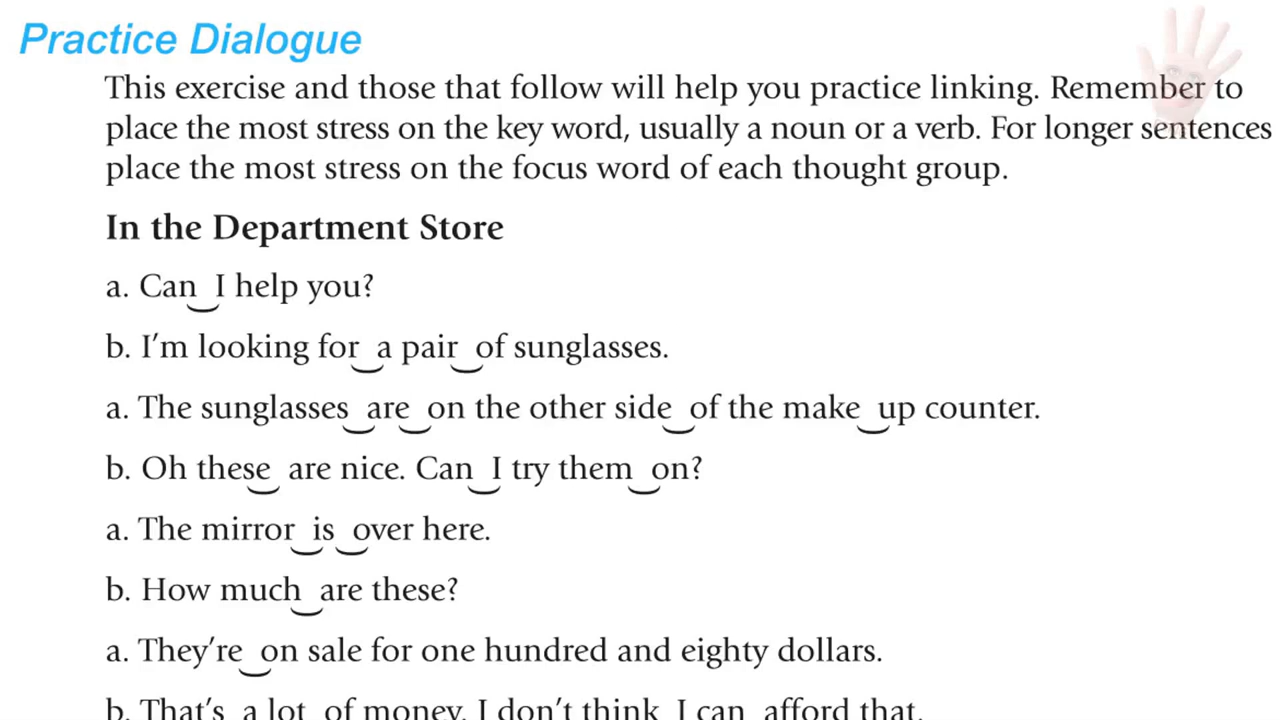 Practice Dialogue
This exercise and those that follow will help you practice linking. Remember to
place the most stress on the key word, usually a noun or a verb. For longer sentences
place the most stress on the focus word of each thought group.
In the Department Store
a. Can I help you?
b. I'm looking for a pair of sunglasses.
a. The sunglasses are on the other side of the make up counter.
b. Oh these are nice. Can I try them on?
a. The mirror is over here.
b. How much are these?
a. They're on sale for one hundred and eighty dollars.
b. That's a lot of money. I don't think I can afford that.